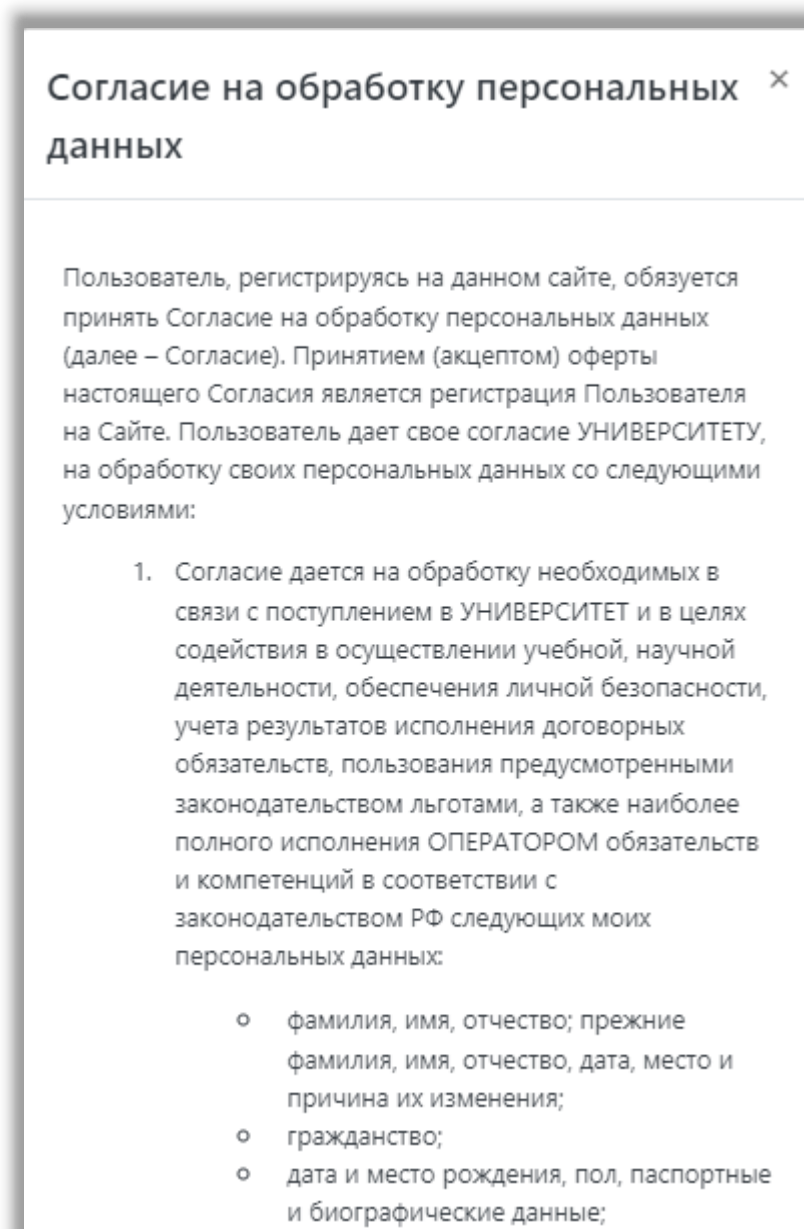 Согласие на обработку персональных ×
данных
Пользователь, регистрируясь на данном сайте, обязуется
принять Согласие на обработку персональных данных
(далее – Согласие). Принятием (акцептом) оферты
настоящего Согласия является регистрация Пользователя
на Сайте. Пользователь дает свое согласие УНИВЕРСИТЕТУ,
на обработку своих персональных данных со следующими
условиями:
1. Согласие дается на обработку необходимых в
связи с поступлением в УНИВЕРСИТЕТ и в целях
содействия в осуществлении учебной, научной
деятельности, обеспечения личной безопасности,
учета результатов исполнения договорных
обязательств, пользования предусмотренными
законодательством льготами, а также наиболее
полного исполнения ОПЕРАТОРОМ обязательств
и компетенций в соответствии с
законодательством РФ следующих моих
персональных данных:
фамилия, имя, отчество; прежние
фамилия, имя, отчество, дата, место и
причина их изменения;
гражданство;
дата и место рождения, пол, паспортные
и биографические данные;